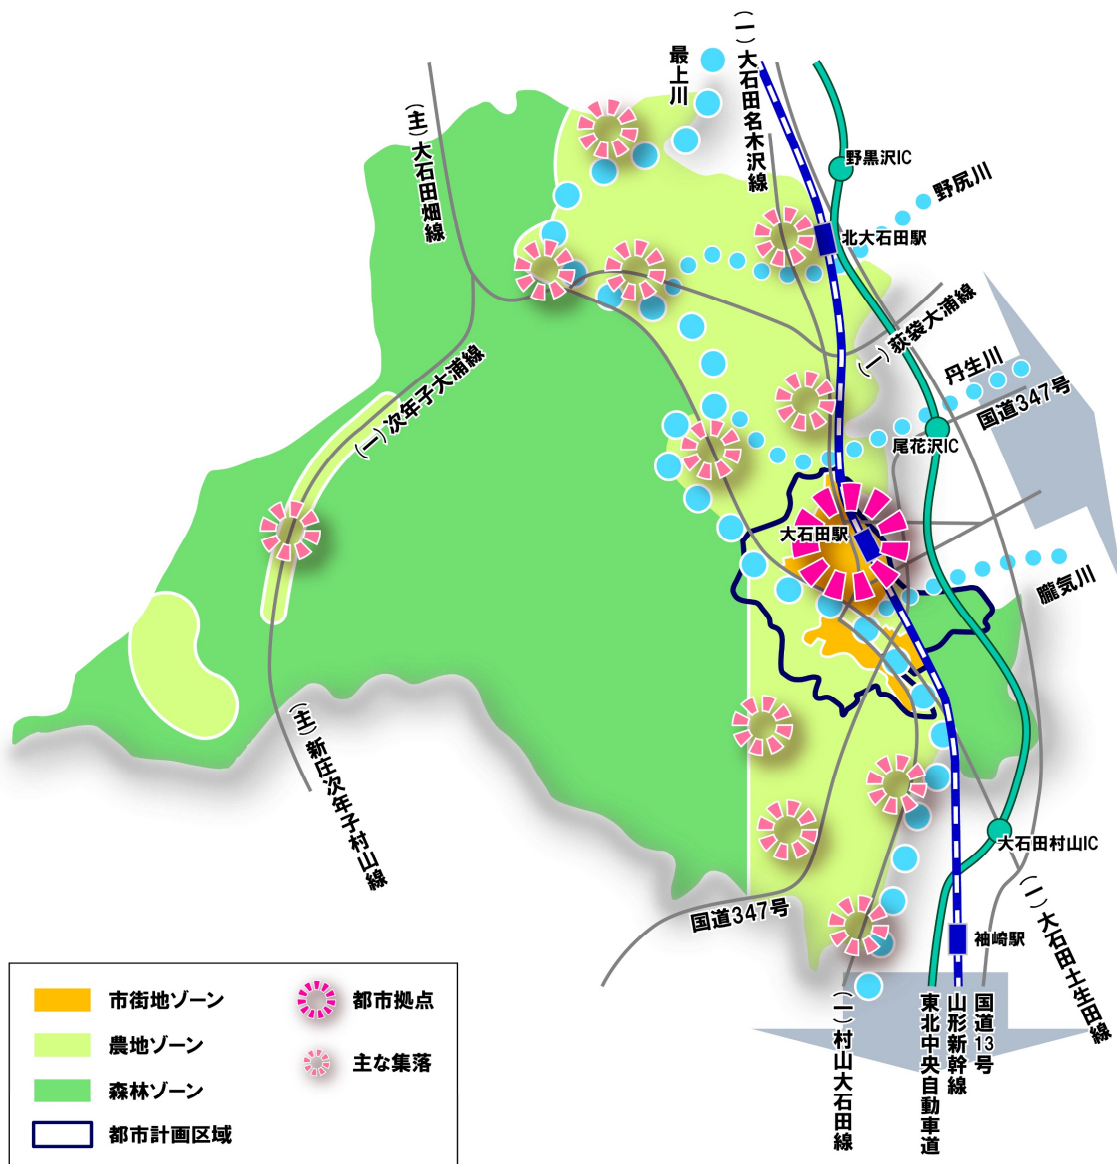 (一)大石田名木沢線
最上川
(主)大石田畑線
野黒沢IC
野尻川
北大石田駅
(一)荻袋大浦線
丹生川
国道347号
(一)次年子大浦線
尾花沢IC
大石田駅
朧気川
(主)新庄次年子村山線
大石田村山IC
国道347号
袖崎駅
(一)大石田土生田線
(一)村山大石田線
東北中央自動車道
山形新幹線
国道13号
市街地ゾーン
農地ゾーン
森林ゾーン
都市計画区域
都市拠点
主な集落